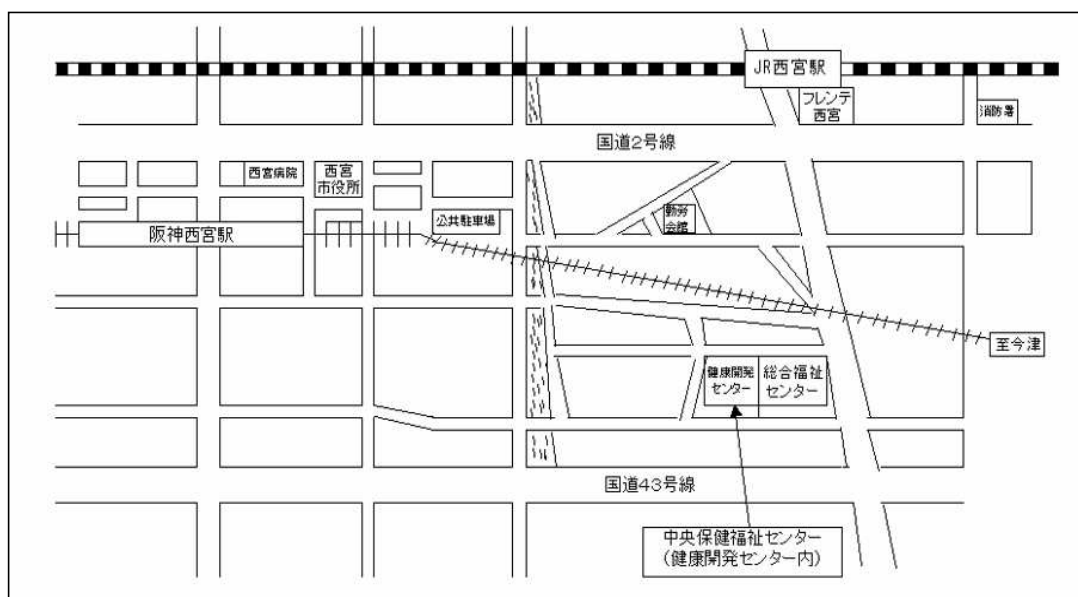 JR西宮駅
フレンテ
西宮
消防署
国道2号線
西宮病院
西宮
市役所
公共駐車場
勤労
会館
阪神西宮駅
至今津
健康開発
センター
総合福祉
センター
国道43号線
中央保健福祉センター
(健康開発センター内)